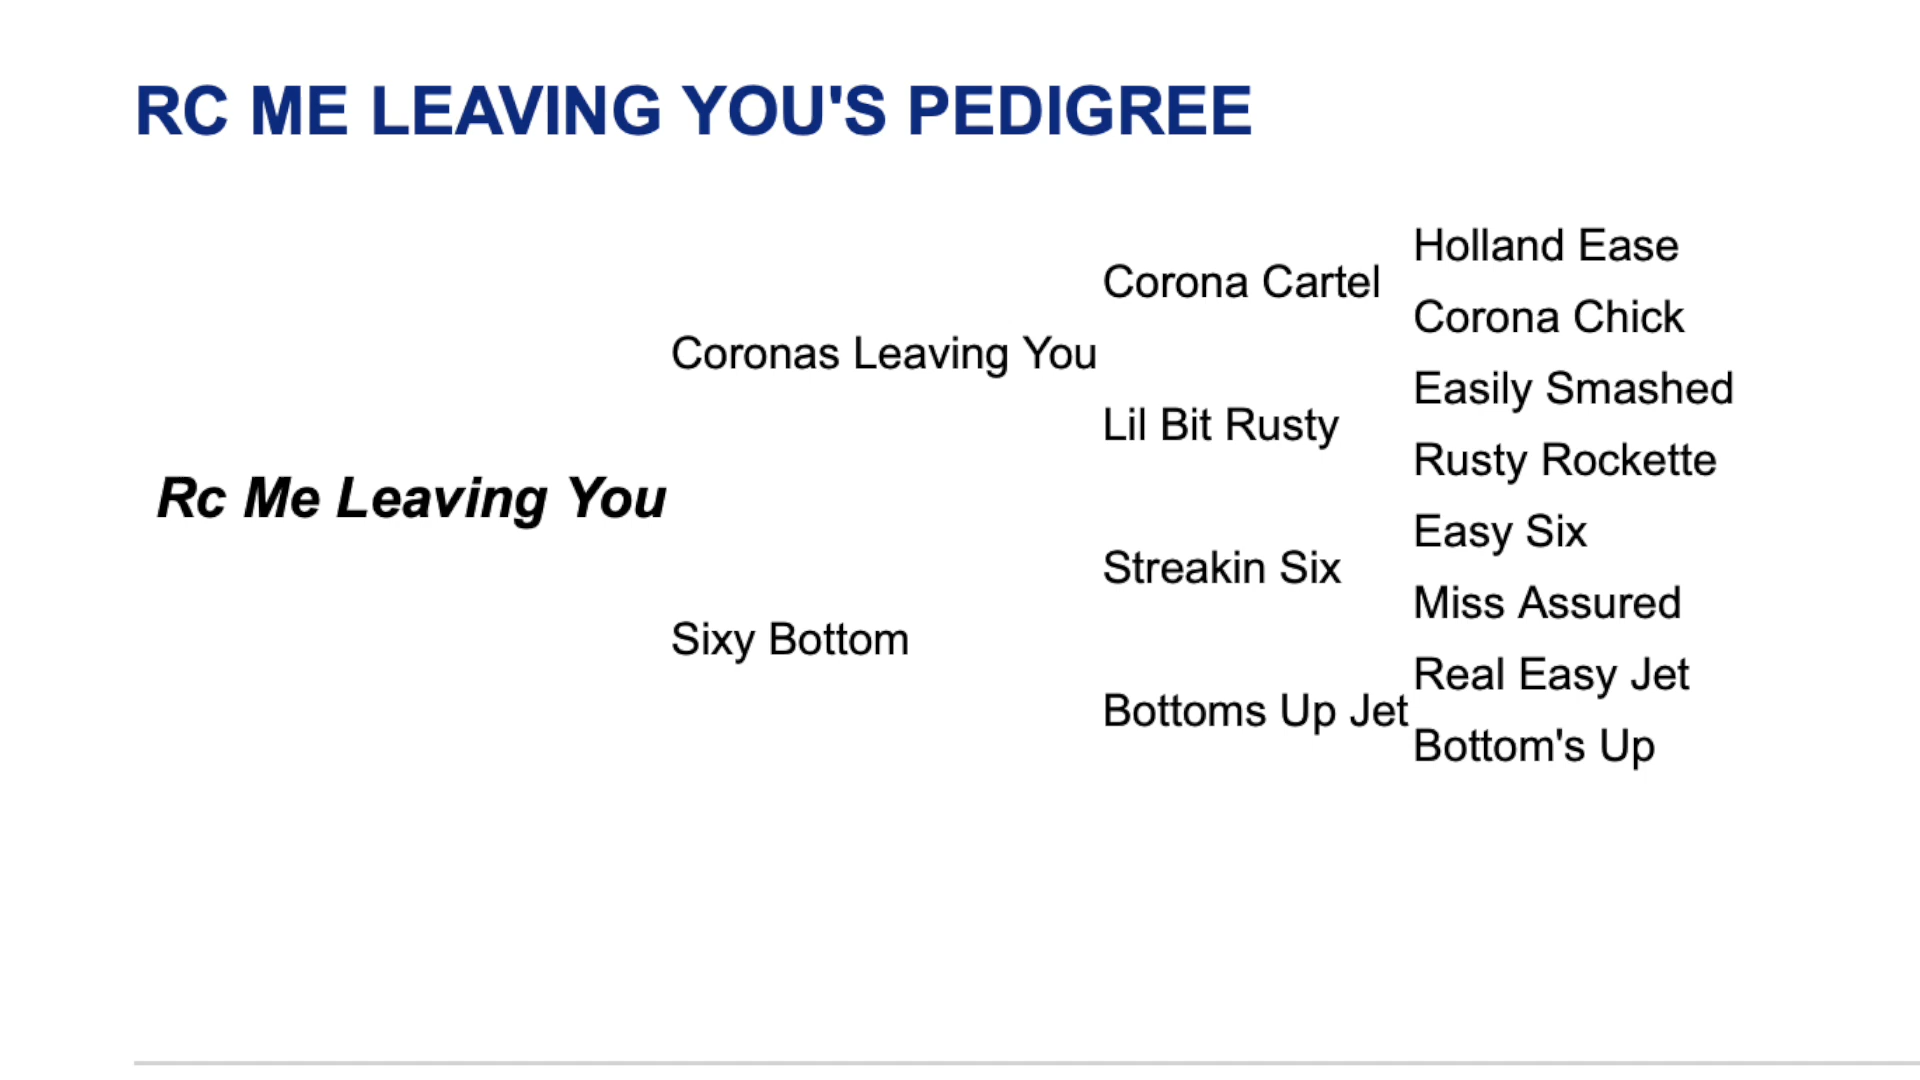 RC ME LEAVING YOU'S PEDIGREE
Holland Ease
Corona Cartel
Corona Chick
Coronas Leaving You
Easily Smashed
Lil Bit Rusty
Rusty Rockette
Rc Me Leaving You
Easy Six
Streakin Six
Miss Assured
Sixy Bottom
Real Easy Jet
Bottoms Up Jet
Bottom's Up